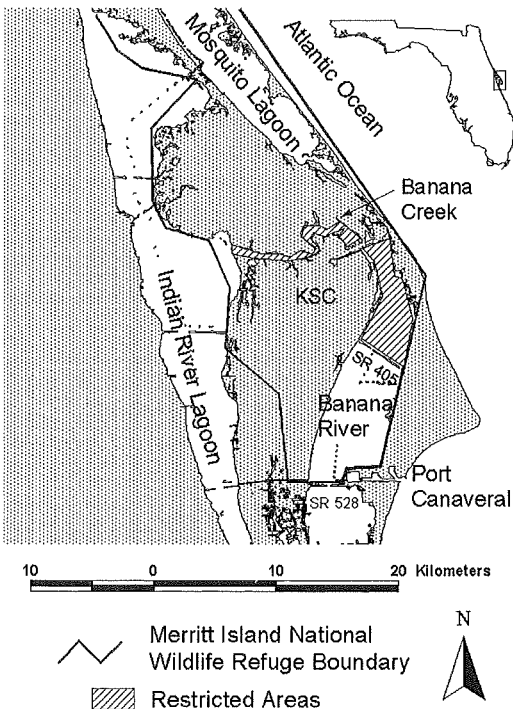 Mosquito Lagoon
Atlantic Ocean
Banana
Creek
Indian River Lagoon
KSC
SR 405
Banana
River
Port
Canaveral
SR 528
10 0 10 20 Kilometers
Merritt Island National
Wildlife Refuge Boundary
Restricted Areas
N